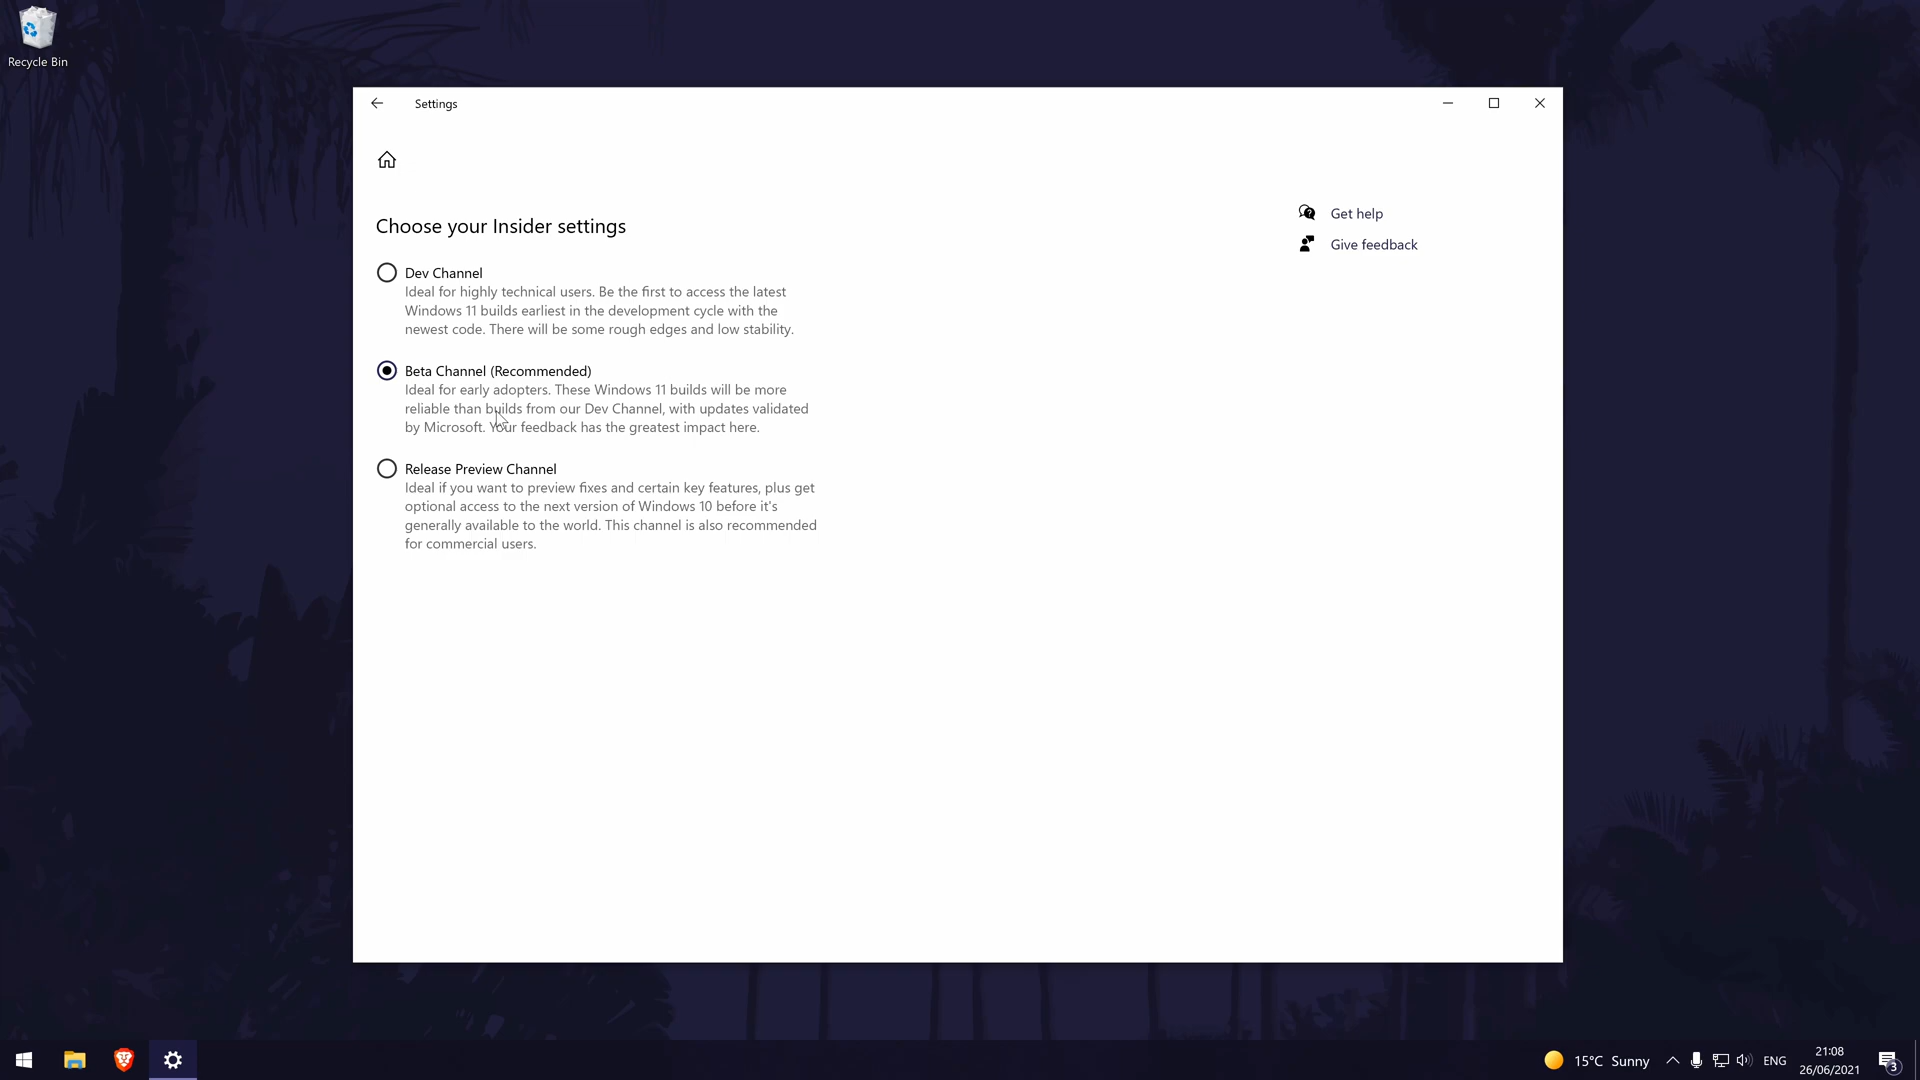 Recycle Bin
Settings
Choose your Insider settings
Get help
Give feedback
Dev Channel
Ideal for highly technical users. Be the first to access the latest
Windows 11 builds earliest in the development cycle with the
newest code. There will be some rough edges and low stability.
Beta Channel (Recommended)
Ideal for early adopters. These Windows 11 builds will be more
reliable than builds from our Dev Channel, with updates validated
by Microsoft. Your feedback has the greatest impact here.
Release Preview Channel
Ideal if you want to preview fixes and certain key features, plus get
optional access to the next version of Windows 10 before it's
generally available to the world. This channel is also recommended
for commercial users.
15°C Sunny
ENG
21:08
26/06/2021
3